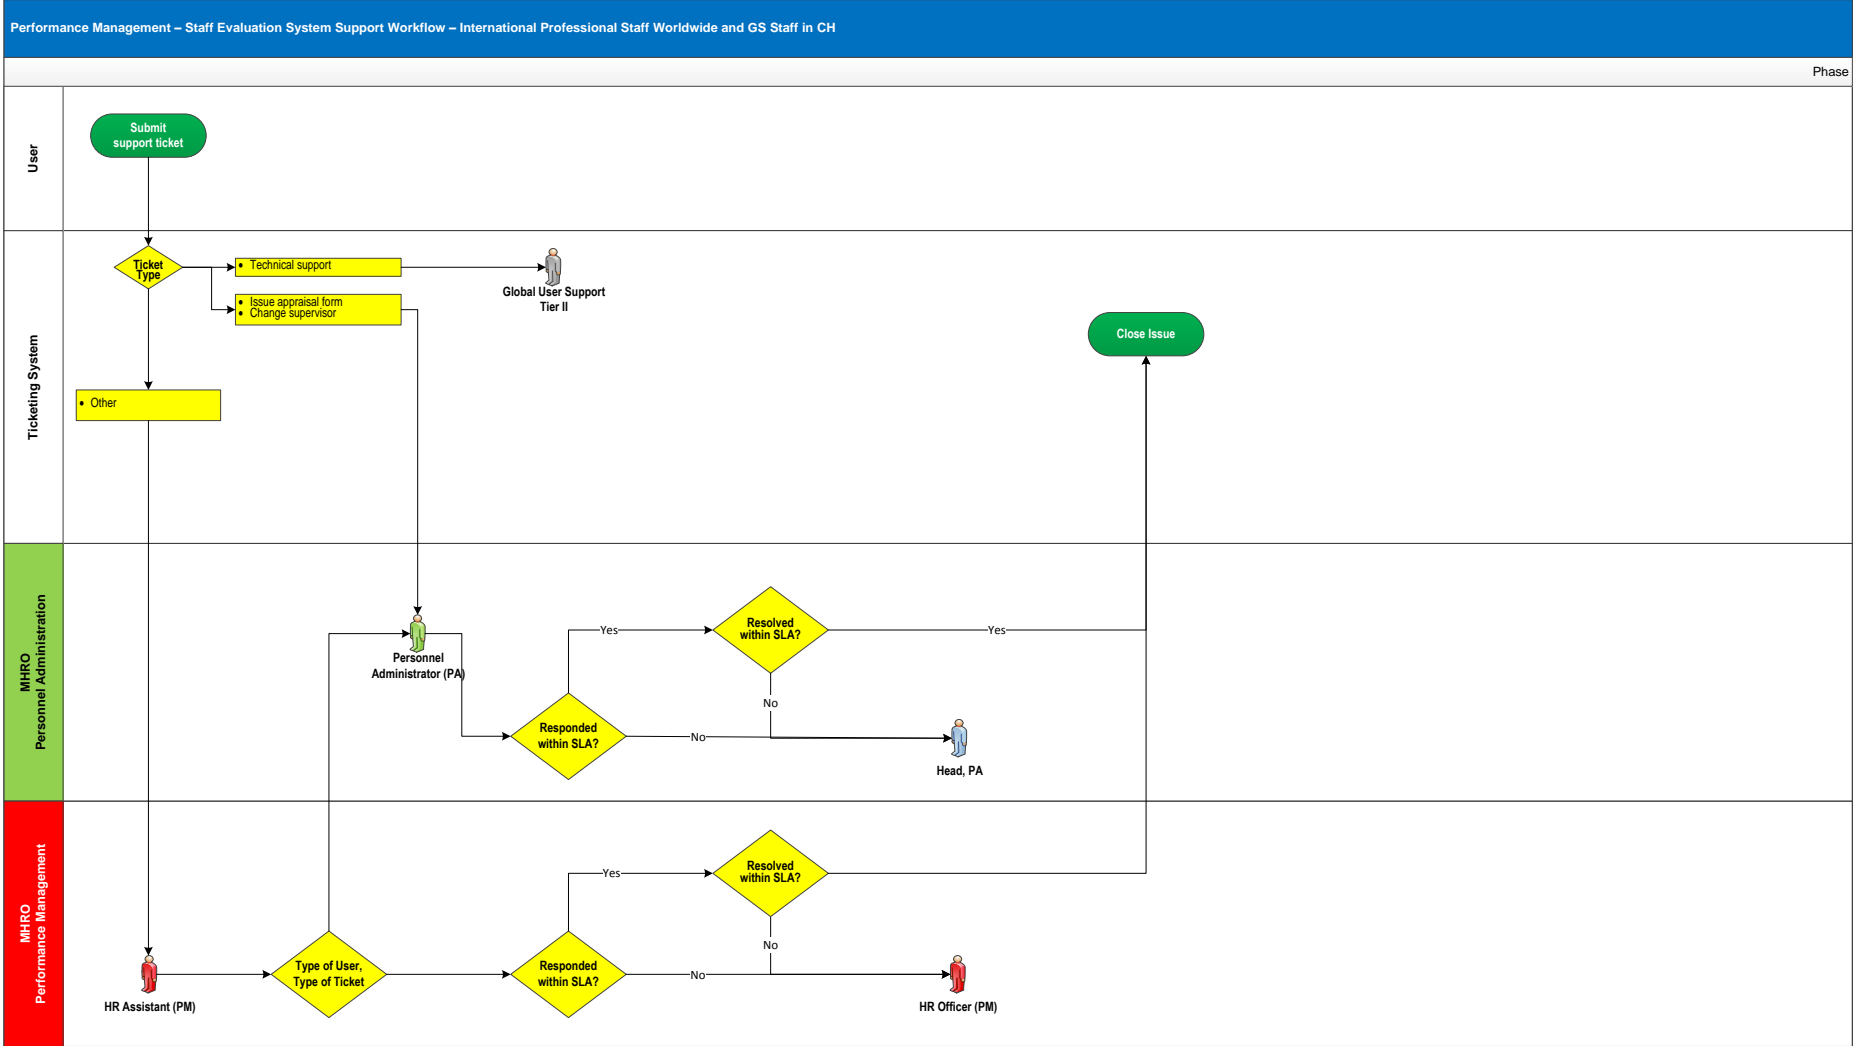 Performance Management – Staff Evaluation System Support Workflow – International Professional Staff Worldwide and GS Staff in CH
Phase
User
Submit
support ticket
Ticketing System
Ticket
Type
• Technical support
Global User Support
Tier II
• Issue appraisal form
• Change supervisor
Close Issue
• Other
MHRO
Personnel Administration
Personnel
Administrator (PA)
Yes
Resolved
within SLA?
Yes
No
Responded
within SLA?
No
Head, PA
MHRO
Performance Management
Yes
Resolved
within SLA?
No
HR Assistant (PM)
Type of User,
Type of Ticket
Responded
within SLA?
No
HR Officer (PM)